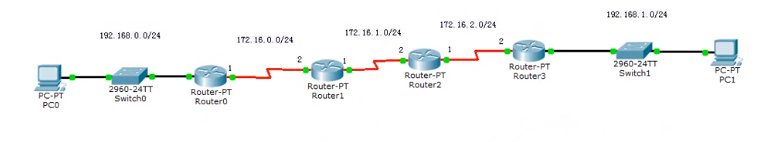 192.168.0.0/24
172.16.0.0/24
172.16.1.0/24
172.16.2.0/24
192.168.1.0/24
PC-PT
PC0
2960-24TT
Switch0
1
Router-PT
Router0
2
1
Router-PT
Router1
2
1
Router-PT
Router2
2
Router-PT
Router3
2960-24TT
Switch1
PC-PT
PC1